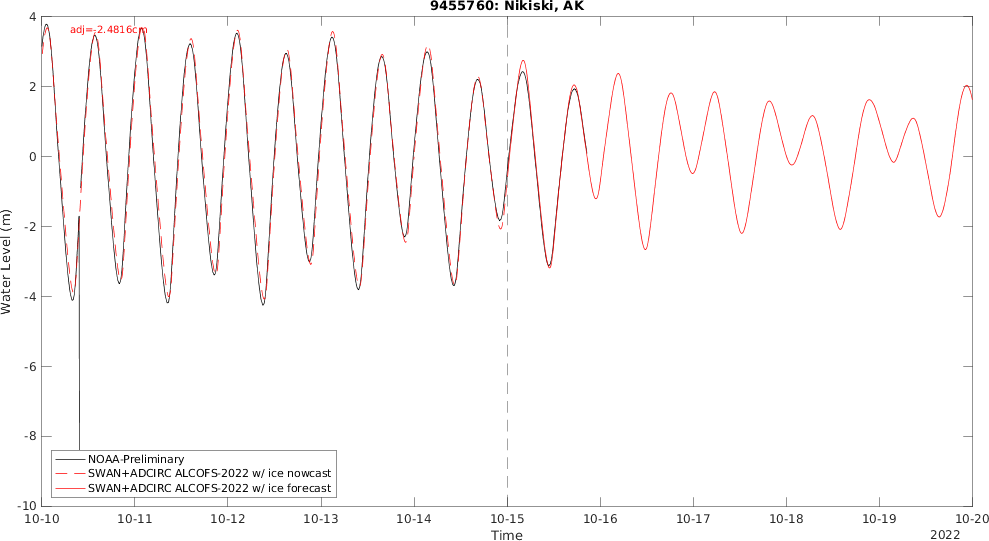 9455760: Nikiski, AK
adj=-2.4816cm
4
2
0
-2
-4
-6
-8
-10
Water Level (m)
NOAA-Preliminary
SWAN+ADCIRC ALCOFS-2022 w/ ice nowcast
SWAN+ADCIRC ALCOFS-2022 w/ ice forecast
10-10 10-11 10-12 10-13 10-14 10-15 10-16 10-17 10-18 10-19 10-20
Time
2022